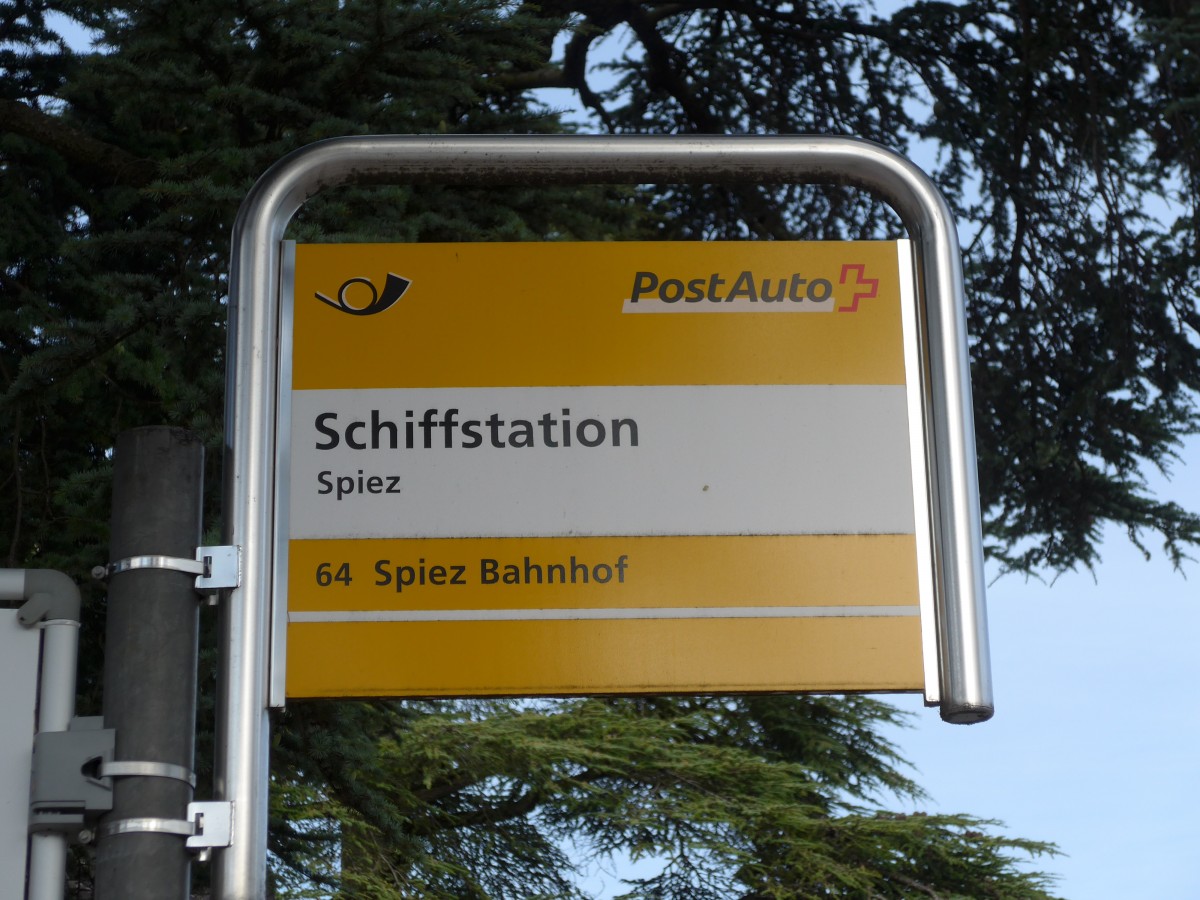 PostAuto
Schiffstation
Spiez
64 Spiez Bahnhof